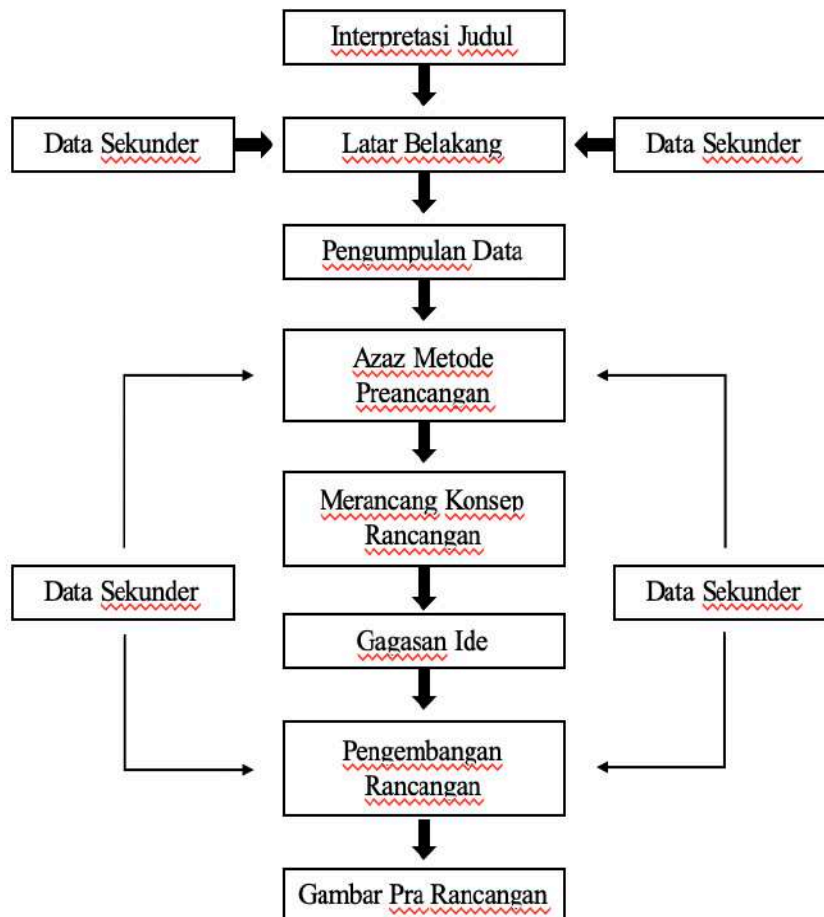 Interpretasi Judul
Data Sekunder
Latar Belakang
Data Sekunder
Pengumpulan Data
Azaz Metode
Preancangan
Merancang Konsep
Rancangan
Data Sekunder
Data Sekunder
Gagasan Ide
Pengembangan
Rancangan
Gambar Pra Rancangan